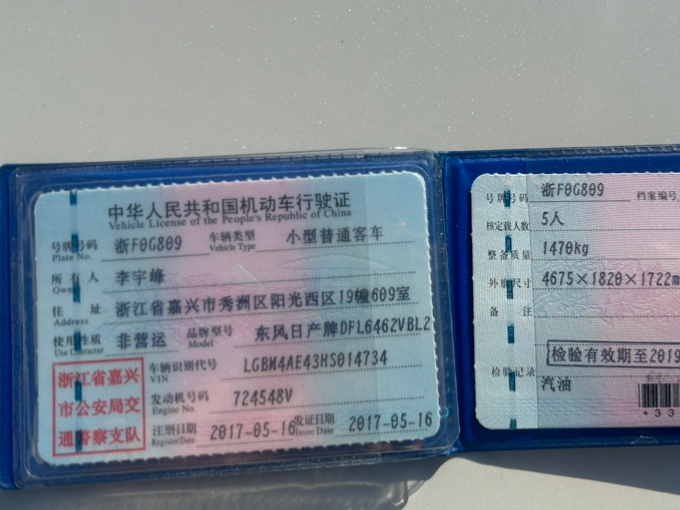 中华人民共和国机动车行驶证
Vehicle License of the People's Republic of China
号牌号码 浙F0G809 车辆类型 小型普通客车
Plate No. Vehicle Type
所有人 李宇峰
Owner
住址 浙江省嘉兴市秀洲区阳光西区19幢609室
Address
使用性质 非营运 品牌型号 东风日产牌DFL6462VBL2
Use Character Model
浙江省嘉兴
市公安局交
通警察支队
车辆识别代号 LGBM4AE43HS014734
VIN
发动机号码 724548V
Engine No.
注册日期 2017-05-16 发证日期 2017-05-16
Register Date Issue Date
号牌号码 浙F0G809 档案编号
核定载人数 5人
整备质量 1470kg
外廓尺寸 4675×1820×1722m
备注
检验有效期至2019
检验记录
汽油
*33